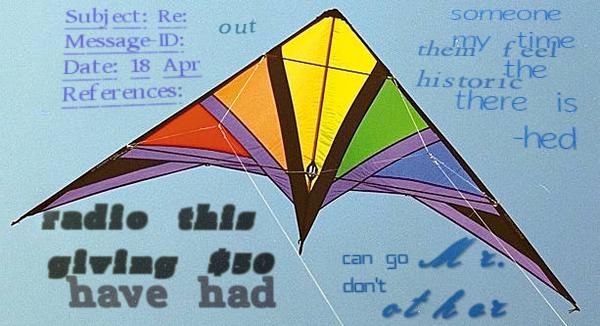 Subject: Re:
Message-ID:
Date: 18 Apr
References:
out
someone
my time
the
there is
-hed
them feel
historic
radio this
giving $50
have had
can go
don't
Mr.
other